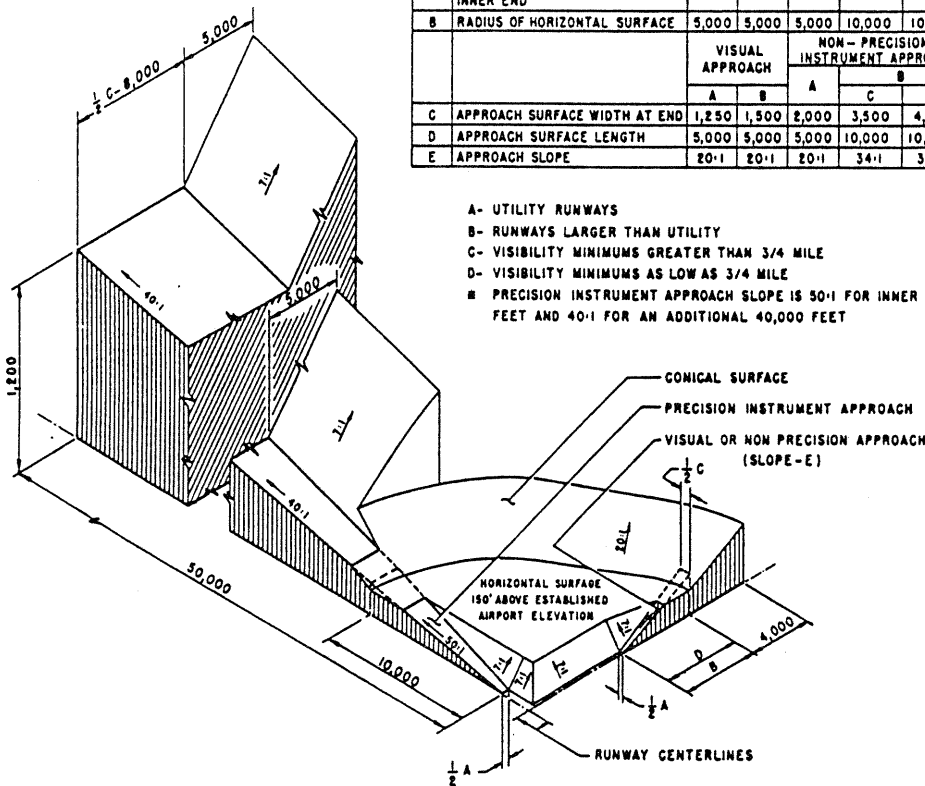 INNER END
B RADIUS OF HORIZONTAL SURFACE 5,000 5,000 5,000 10,000 10
VISUAL APPROACH
NON-PRECISION
INSTRUMENT APPRO
A B A B
C
C APPROACH SURFACE WIDTH AT END 1,250 1,500 2,000 3,500 4,
D APPROACH SURFACE LENGTH 5,000 5,000 5,000 10,000 10,
E APPROACH SLOPE 20:1 20:1 20:1 34:1 3
A- UTILITY RUNWAYS
B- RUNWAYS LARGER THAN UTILITY
C- VISIBILITY MINIMUMS GREATER THAN 3/4 MILE
D- VISIBILITY MINIMUMS AS LOW AS 3/4 MILE
* PRECISION INSTRUMENT APPROACH SLOPE IS 50:1 FOR INNER
FEET AND 40:1 FOR AN ADDITIONAL 40,000 FEET
5,000
1/2 C-8,000
7:1
40:1
5,000
1,200
7:1
CONICAL SURFACE
PRECISION INSTRUMENT APPROACH
VISUAL OR NON PRECISION APPROACH
(SLOPE-E)
1/2 C
40:1
20:1
50,000
HORIZONTAL SURFACE
150' ABOVE ESTABLISHED
AIRPORT ELEVATION
50:1
7:1
7:1
7:1
7:1
4,000
D
B
10,000
1/2 A
RUNWAY CENTERLINES
1/2 A